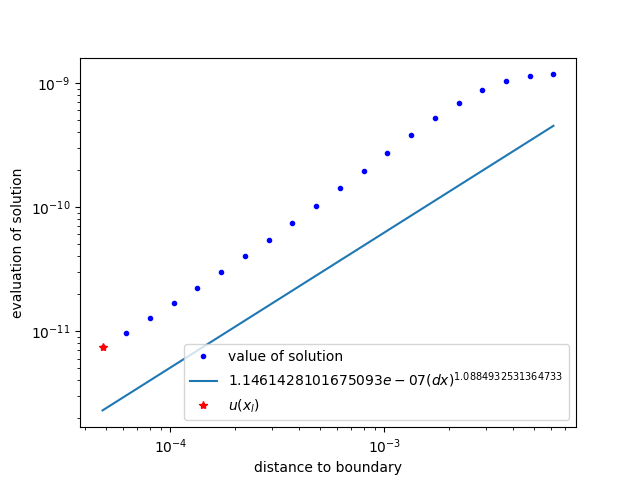 10⁻⁹
10⁻¹⁰
10⁻¹¹
evaluation of solution
value of solution
1.1461428101675093e − 07(dx)^1.0884932531364733
u(x_l)
10⁻⁴
10⁻³
distance to boundary